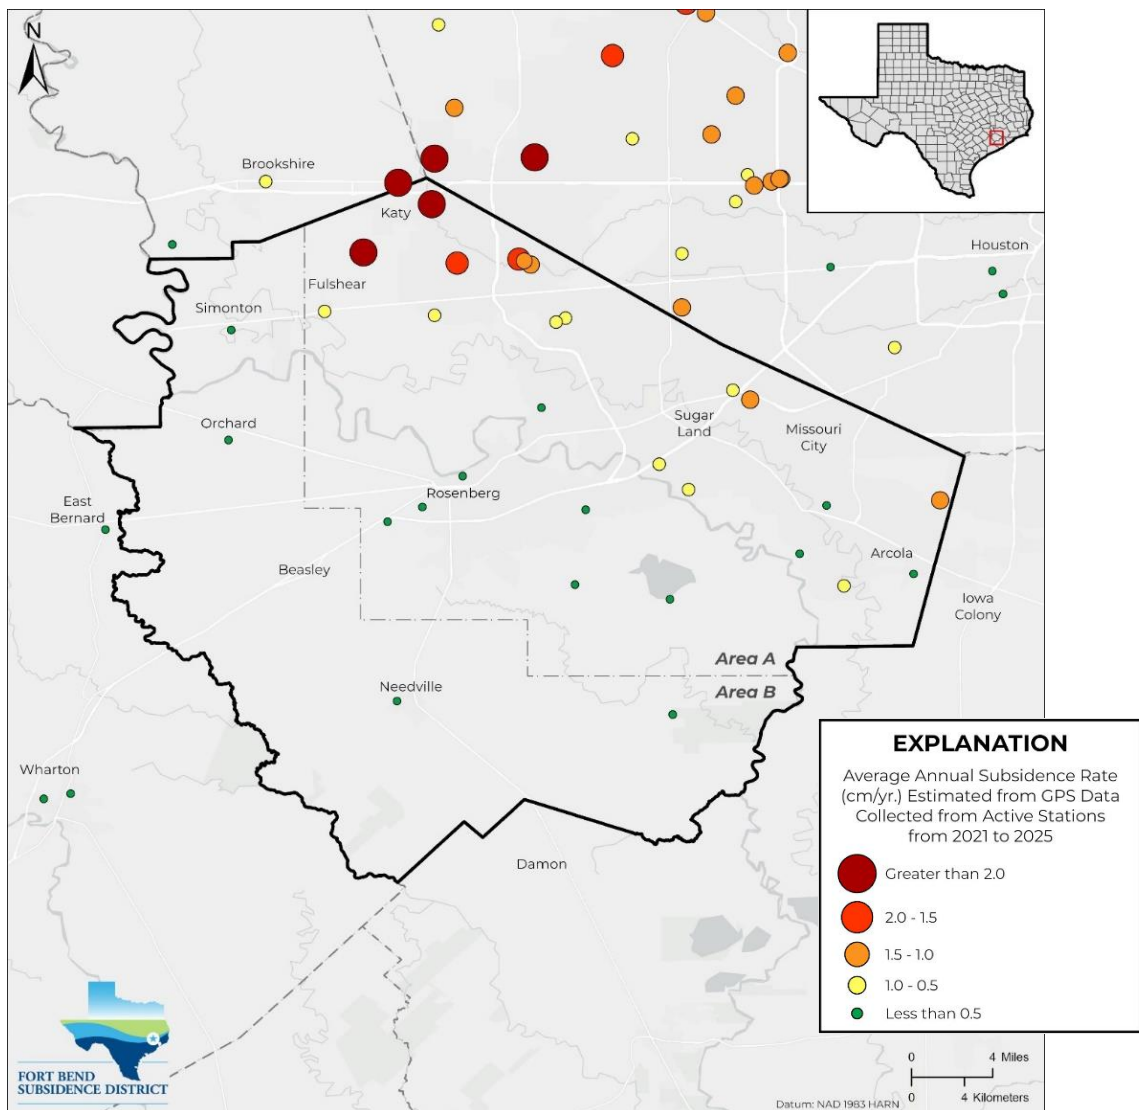 N
Brookshire
Katy
Houston
Fulshear
Simonton
Orchard
Sugar
Land
Missouri
City
East
Bernard
Rosenberg
Beasley
Arcola
Iowa
Colony
Area A
Area B
Needville
Wharton
Damon
EXPLANATION
Average Annual Subsidence Rate
(cm/yr.) Estimated from GPS Data
Collected from Active Stations
from 2021 to 2025
Greater than 2.0
2.0 - 1.5
1.5 - 1.0
1.0 - 0.5
Less than 0.5
0 4 Miles
0 4 Kilometers
Datum: NAD 1983 HARN
FORT BEND
SUBSIDENCE DISTRICT